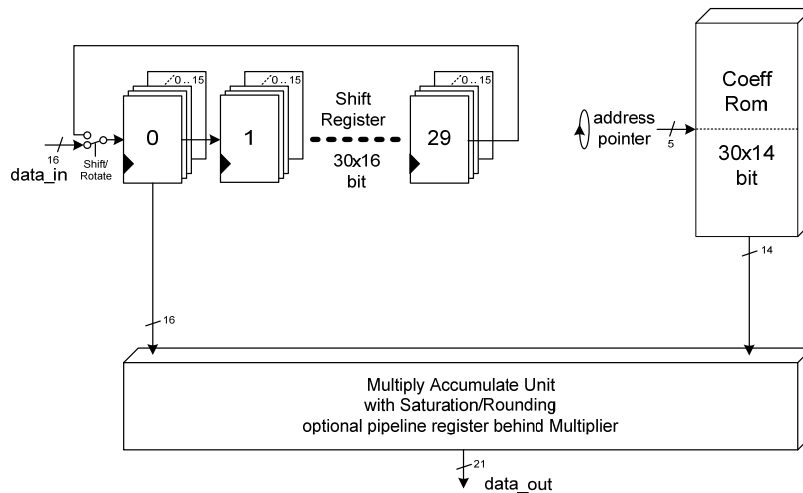 0 .. 15
0 .. 15
0 .. 15
Coeff
Rom
Shift
Register
0
1
29
address
pointer
16
Shift/
Rotate
data_in
30x16
bit
5
30x14
bit
14
16
Multiply Accumulate Unit
with Saturation/Rounding
optional pipeline register behind Multiplier
21
data_out